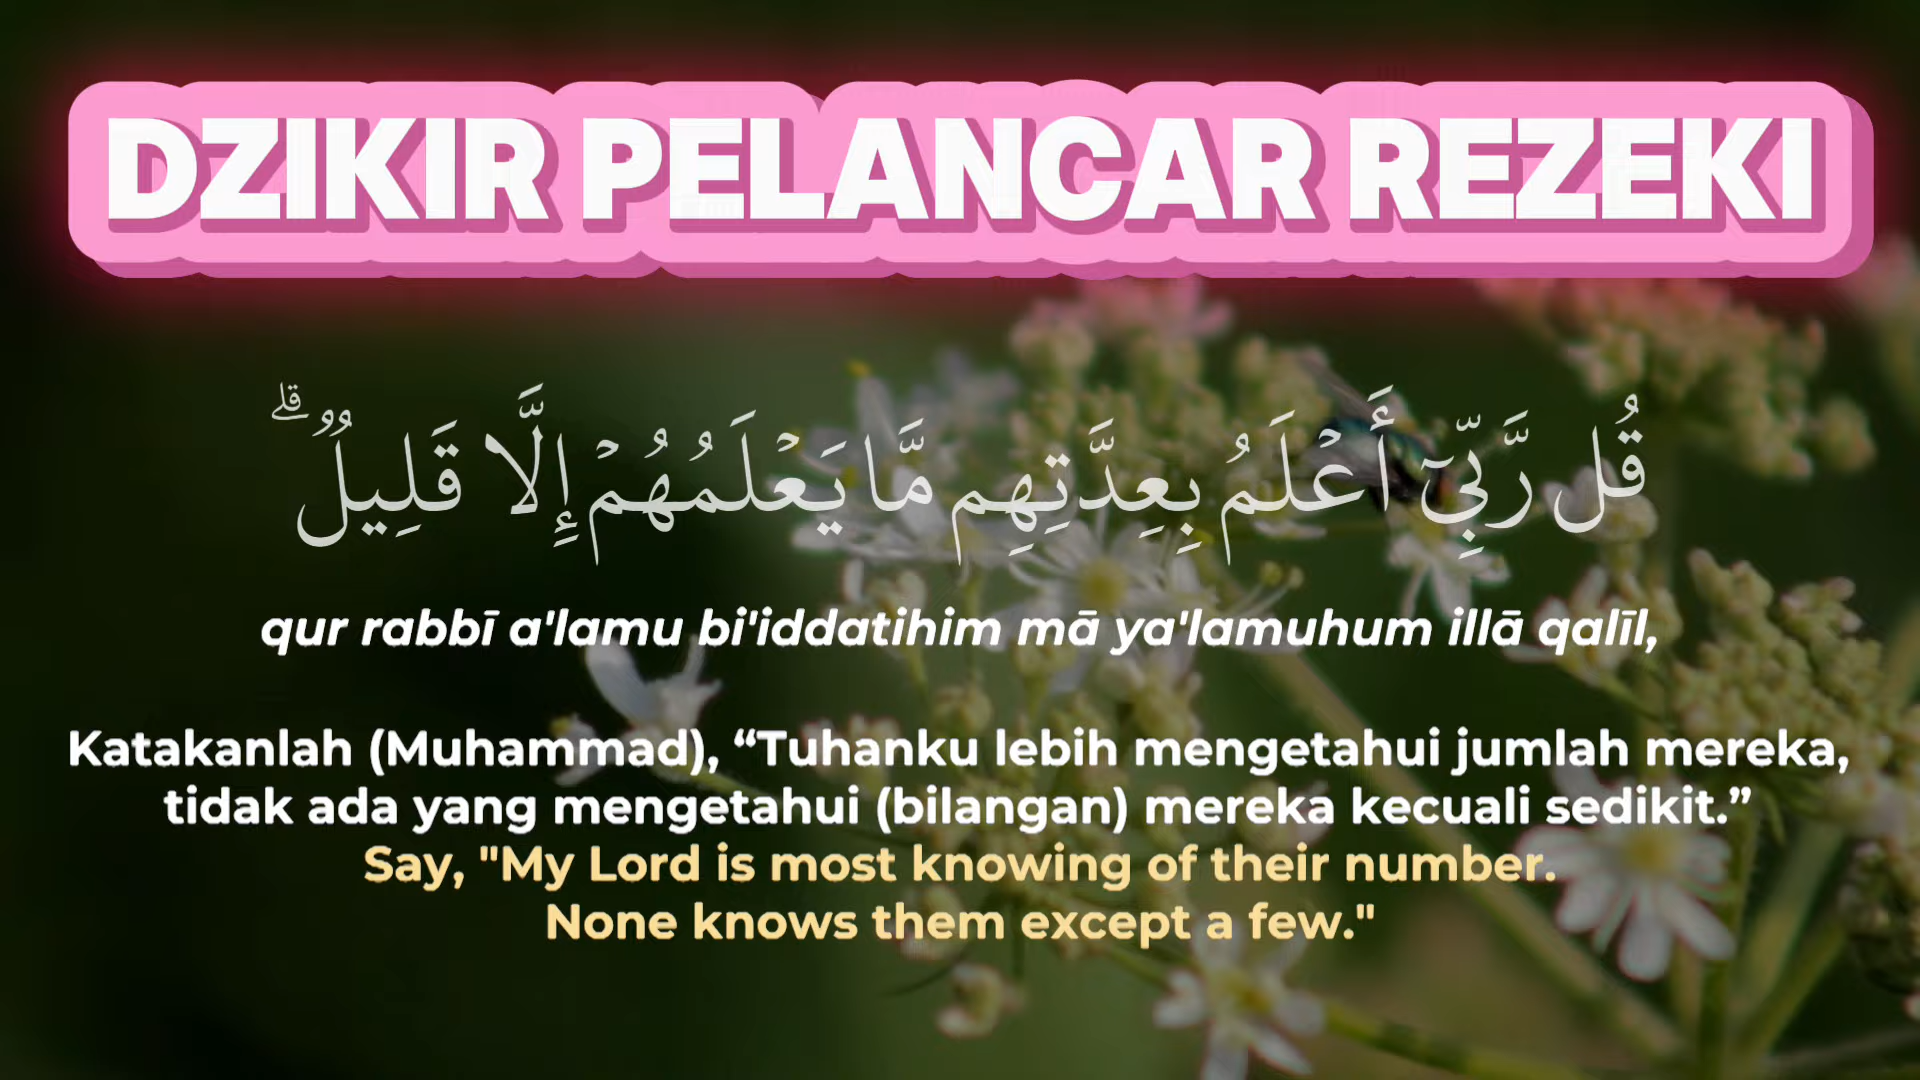 DZIKIR PELANCAR REZEKI
قُل رَّبِّىٓ أَعْلَمُ بِعِدَّتِهِم مَّا يَعْلَمُهُمْ إِلَّا قَلِيلٌ ۗ
qur rabbī a'lamu bi'iddatihim mā ya'lamuhum illā qalīl,
Katakanlah (Muhammad), “Tuhanku lebih mengetahui jumlah mereka,
tidak ada yang mengetahui (bilangan) mereka kecuali sedikit.”
Say, "My Lord is most knowing of their number.
None knows them except a few."